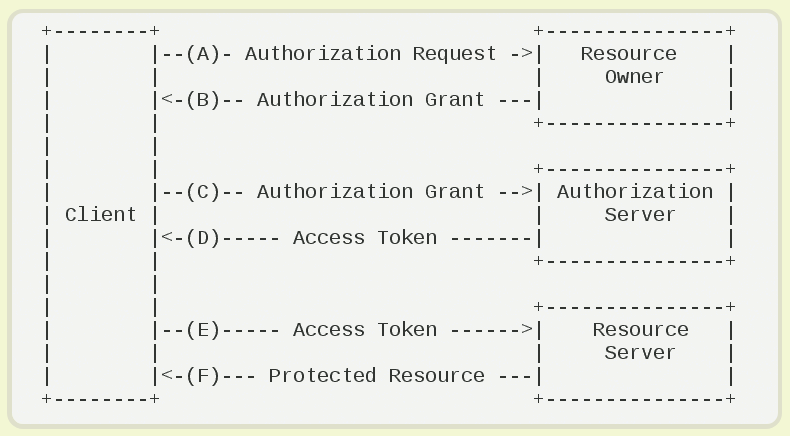 +--------+                               +---------------+
|        |--(A)- Authorization Request ->|   Resource    |
|        |                               |     Owner     |
|        |<-(B)-- Authorization Grant ---|               |
|        |                               +---------------+
|        |
|        |                               +---------------+
|        |--(C)-- Authorization Grant -->| Authorization |
| Client |                               |     Server    |
|        |<-(D)----- Access Token -------|               |
|        |                               +---------------+
|        |
|        |                               +---------------+
|        |--(E)----- Access Token ------>|    Resource   |
|        |                               |     Server    |
|        |<-(F)--- Protected Resource ---|               |
+--------+                               +---------------+